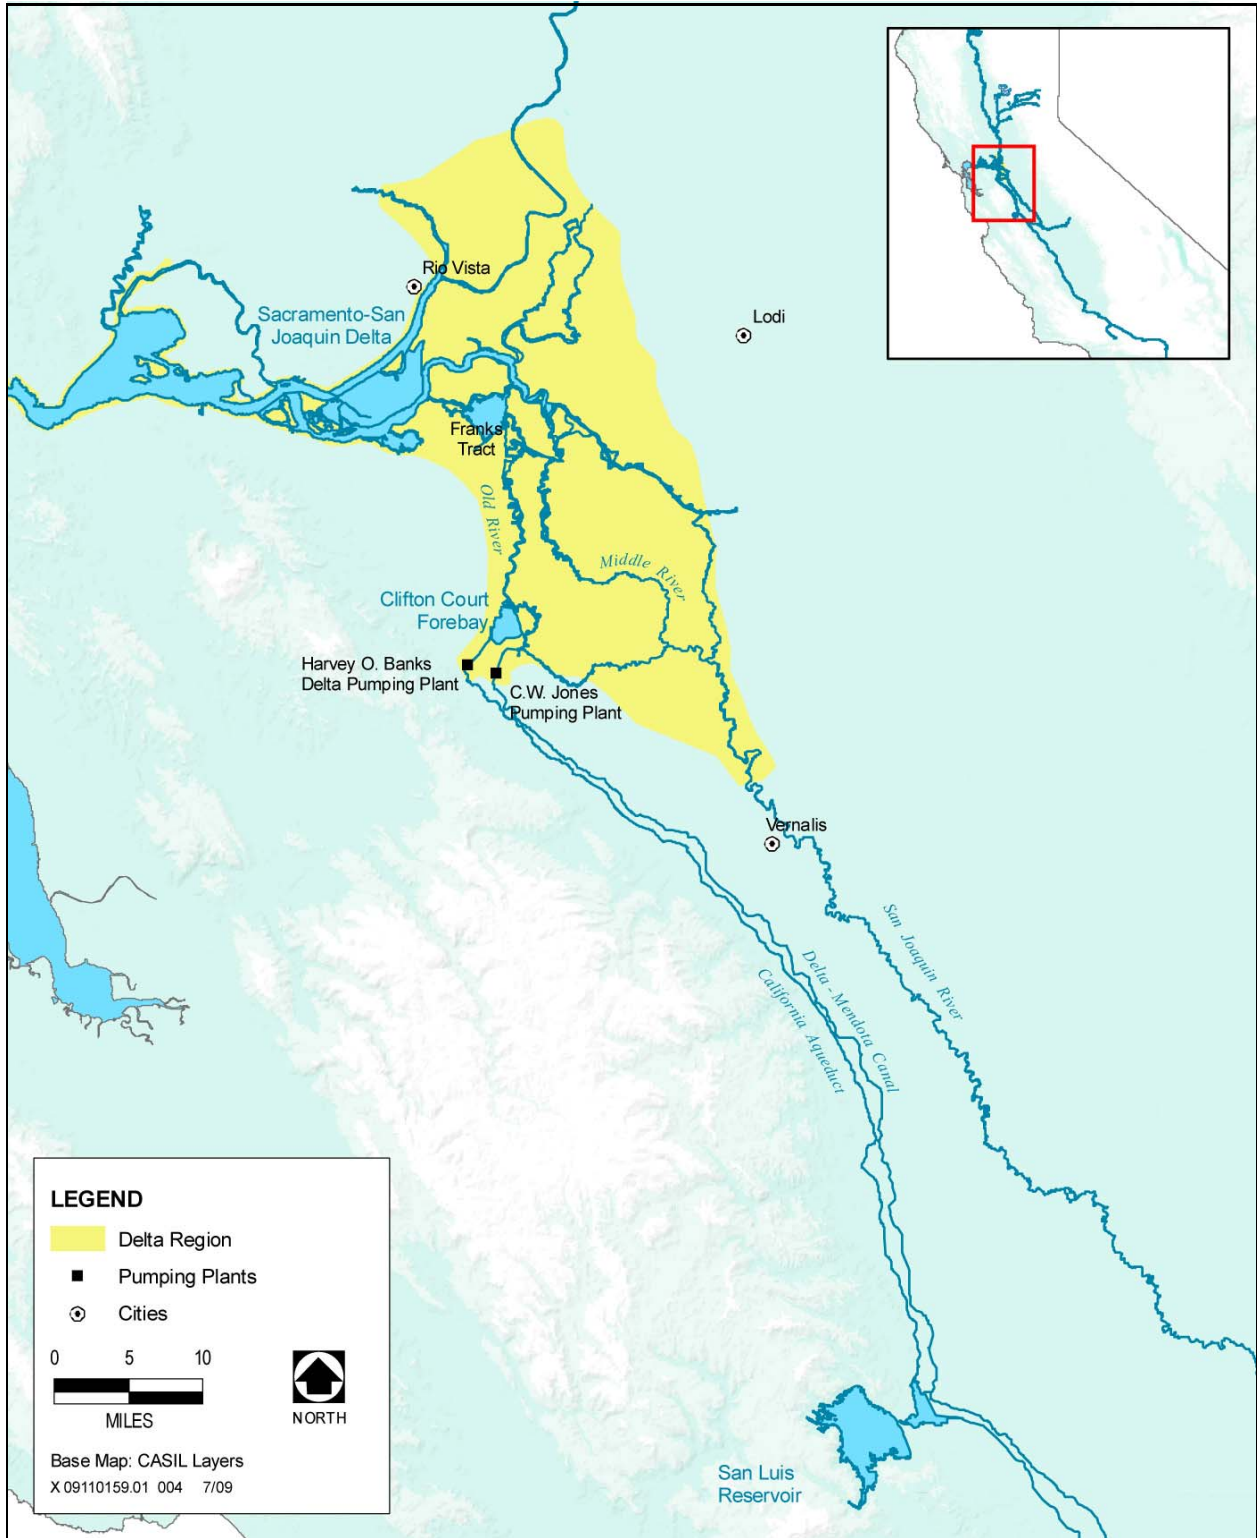 Rio Vista
Sacramento-San
Joaquin Delta
Lodi
Franks
Tract
Old River
Middle River
Clifton Court
Forebay
Harvey O. Banks
Delta Pumping Plant
C.W. Jones
Pumping Plant
Vernalis
San Joaquin River
Delta - Mendota Canal
California Aqueduct
LEGEND
Delta Region
Pumping Plants
Cities
0 5 10
MILES
NORTH
Base Map: CASIL Layers
X 09110159.01 004 7/09
San Luis
Reservoir